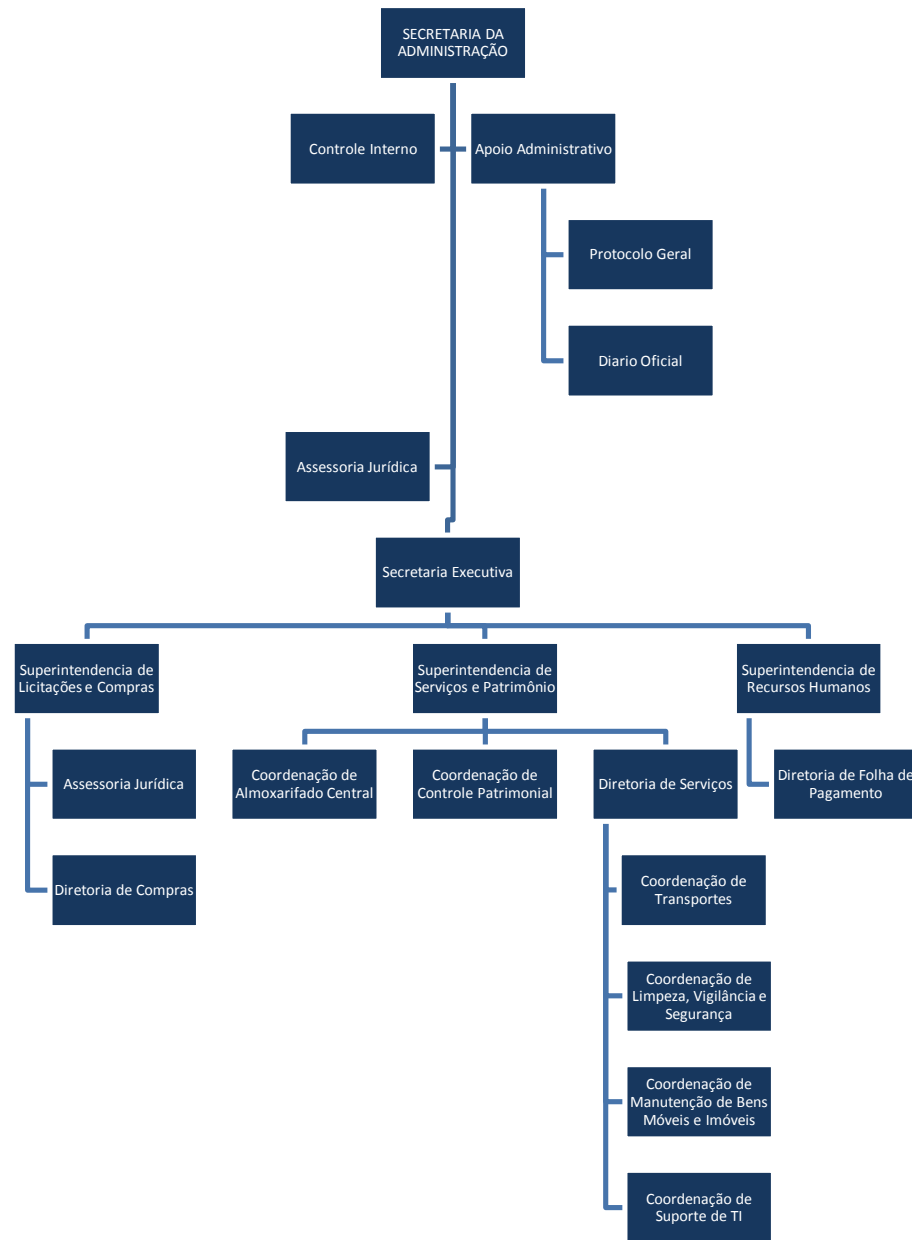 SECRETARIA DA
ADMINISTRAÇÃO
Controle Interno
Apoio Administrativo
Protocolo Geral
Diario Oficial
Assessoria Jurídica
Secretaria Executiva
Superintendencia de
Licitações e Compras
Superintendencia de
Serviços e Patrimônio
Superintendencia de
Recursos Humanos
Assessoria Jurídica
Diretoria de Compras
Coordenação de
Almoxarifado Central
Coordenação de
Controle Patrimonial
Diretoria de Serviços
Diretoria de Folha de
Pagamento
Coordenação de
Transportes
Coordenação de
Limpeza, Vigilância e
Segurança
Coordenação de
Manutenção de Bens
Móveis e Imóveis
Coordenação de
Suporte de TI